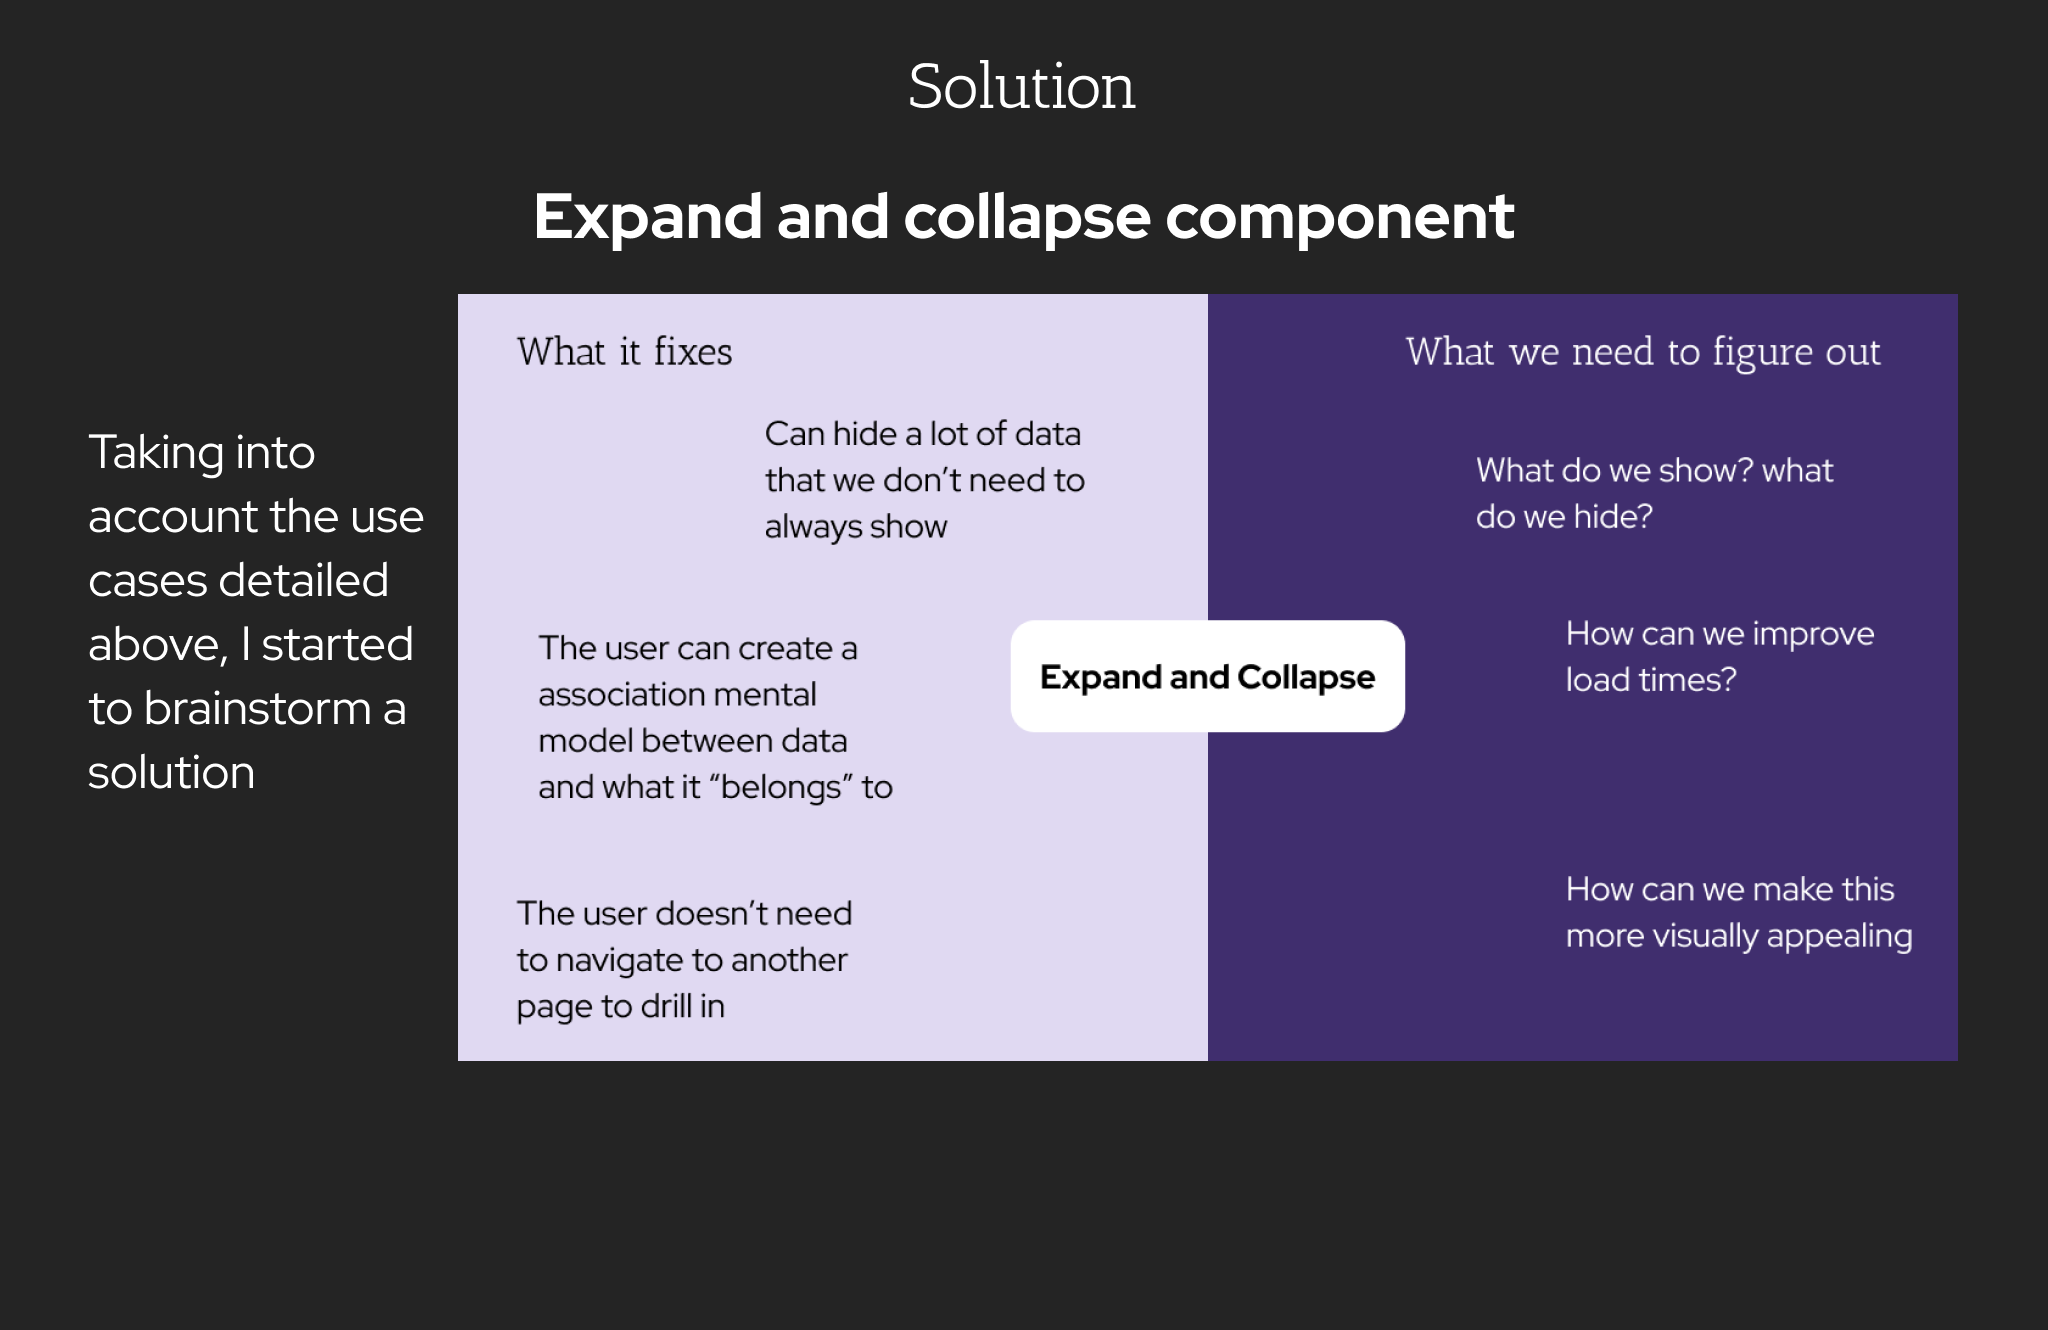 Solution
Expand and collapse component
Taking into
account the use
cases detailed
above, I started
to brainstorm a
solution
What it fixes
Can hide a lot of data
that we don’t need to
always show
The user can create a
association mental
model between data
and what it “belongs” to
The user doesn’t need
to navigate to another
page to drill in
Expand and Collapse
What we need to figure out
What do we show? what
do we hide?
How can we improve
load times?
How can we make this
more visually appealing